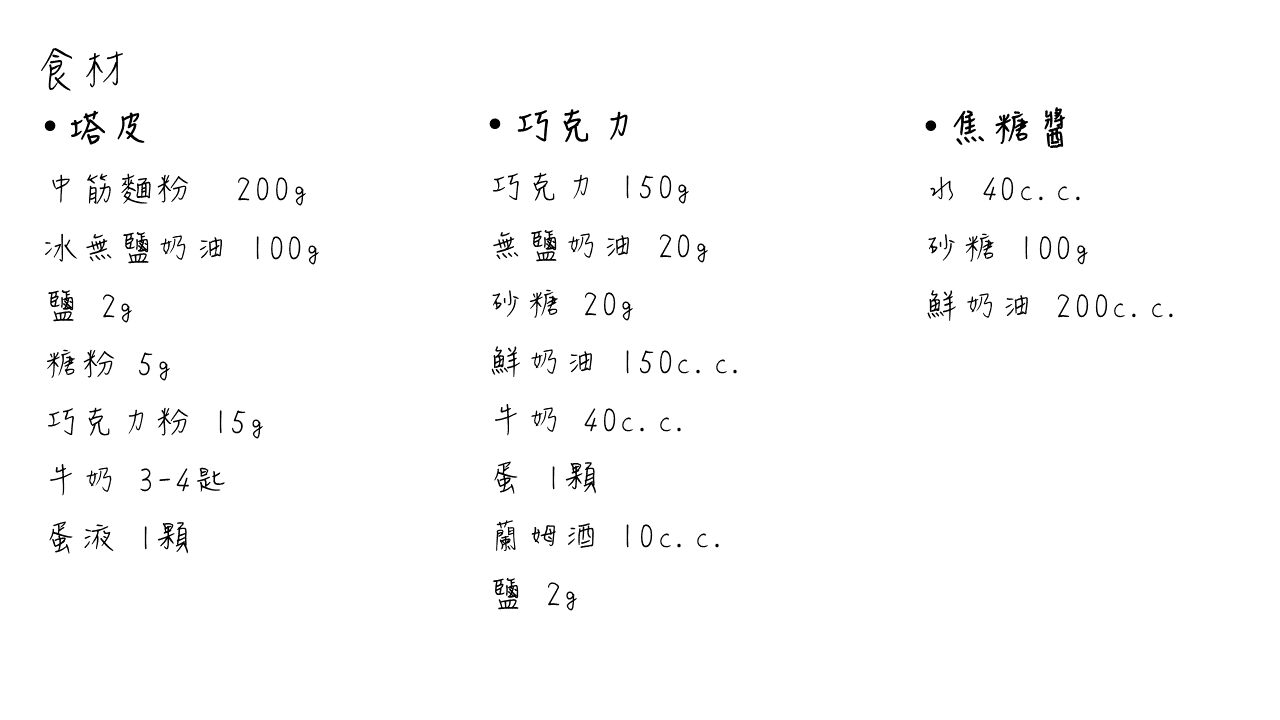 食材
• 塔皮
中筋麵粉 200g
冰無鹽奶油 100g
鹽 2g
糖粉 5g
巧克力粉 15g
牛奶 3-4匙
蛋液 1顆
• 巧克力
巧克力 150g
無鹽奶油 20g
砂糖 20g
鮮奶油 150c.c.
牛奶 40c.c.
蛋 1顆
蘭姆酒 10c.c.
鹽 2g
• 焦糖醬
水 40c.c.
砂糖 100g
鮮奶油 200c.c.